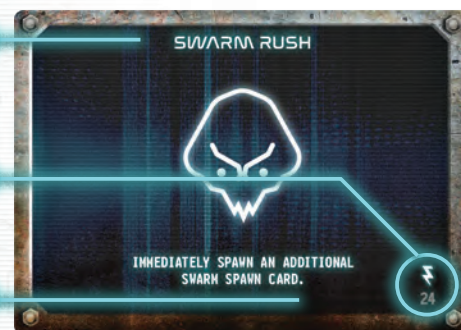 SWARM RUSH
IMMEDIATELY SPAWN AN ADDITIONAL
SWARM SPAWN CARD.
24